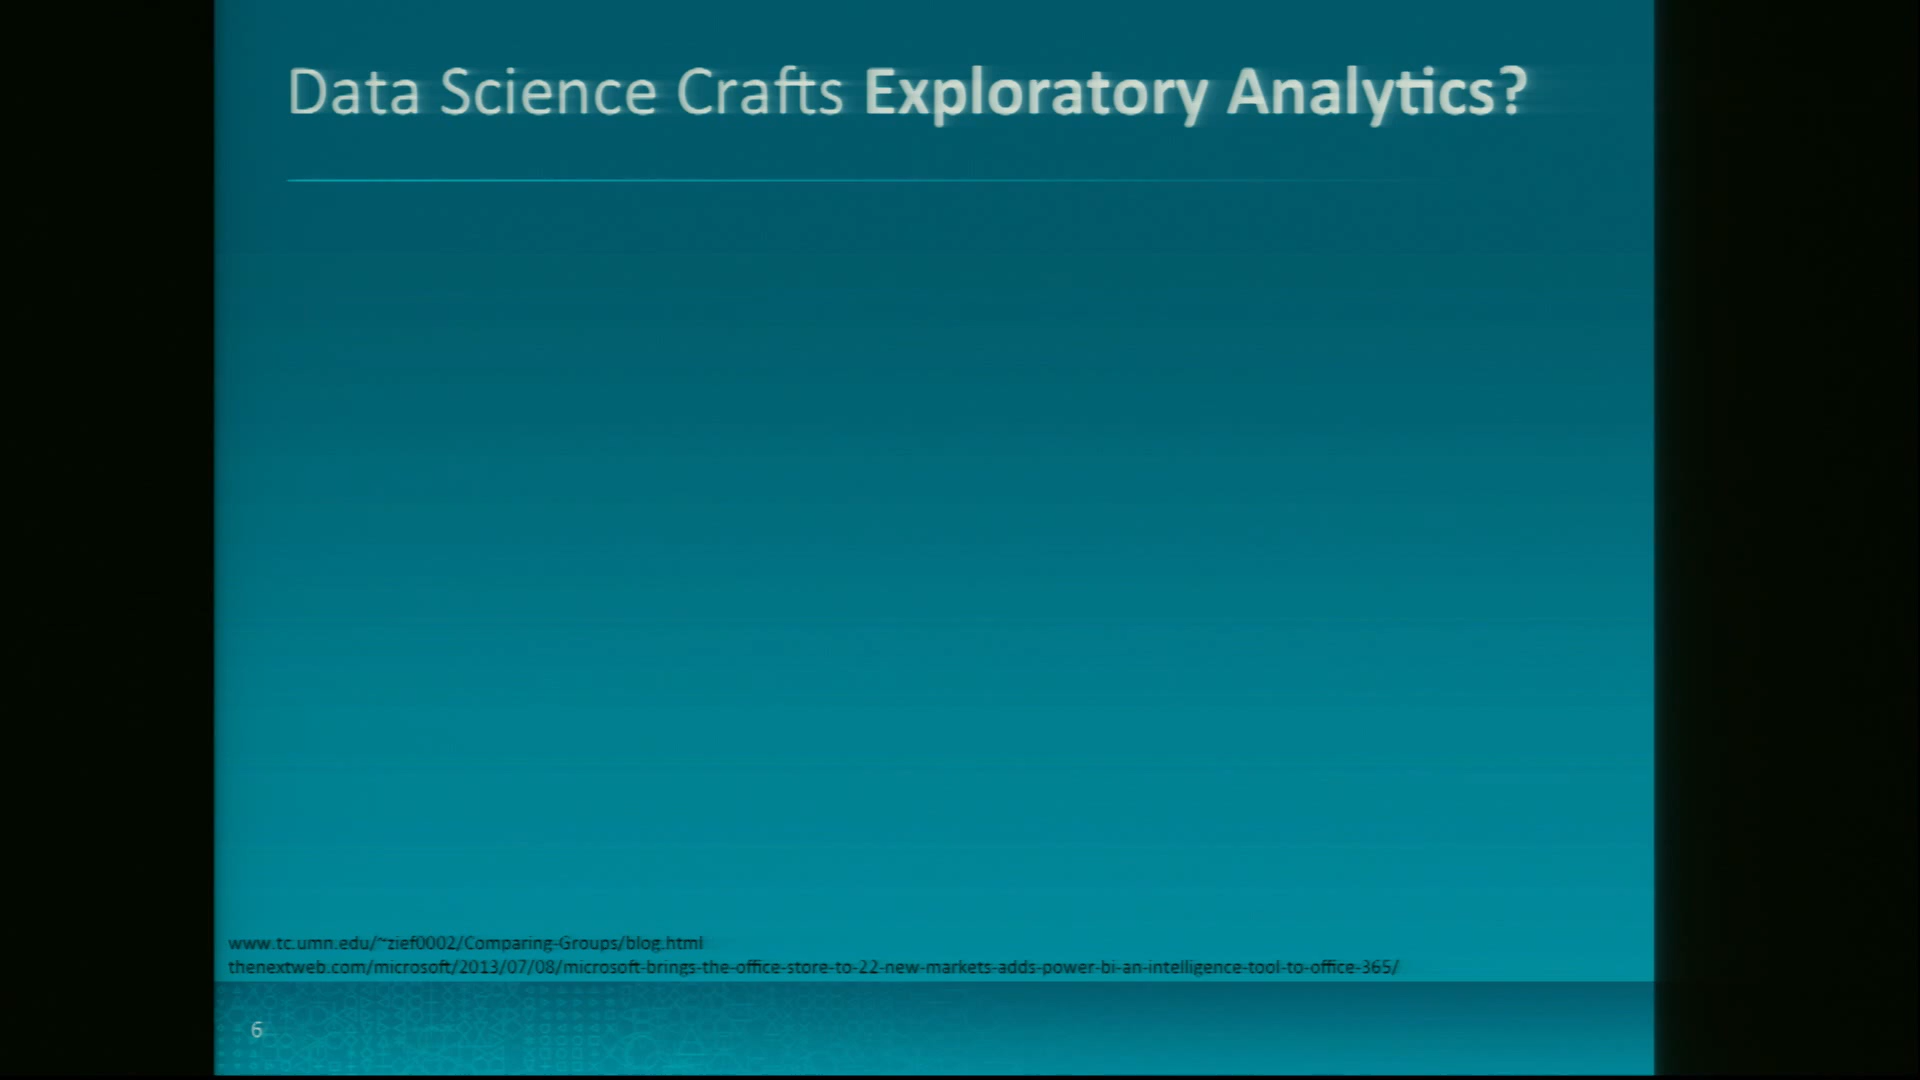 Data Science Crafts Exploratory Analytics?
www.tc.umn.edu/~zief0002/Comparing-Groups/blog.html
thenextweb.com/microsoft/2013/07/08/microsoft-brings-the-office-store-to-22-new-markets-adds-power-bi-an-intelligence-tool-to-office-365/
6